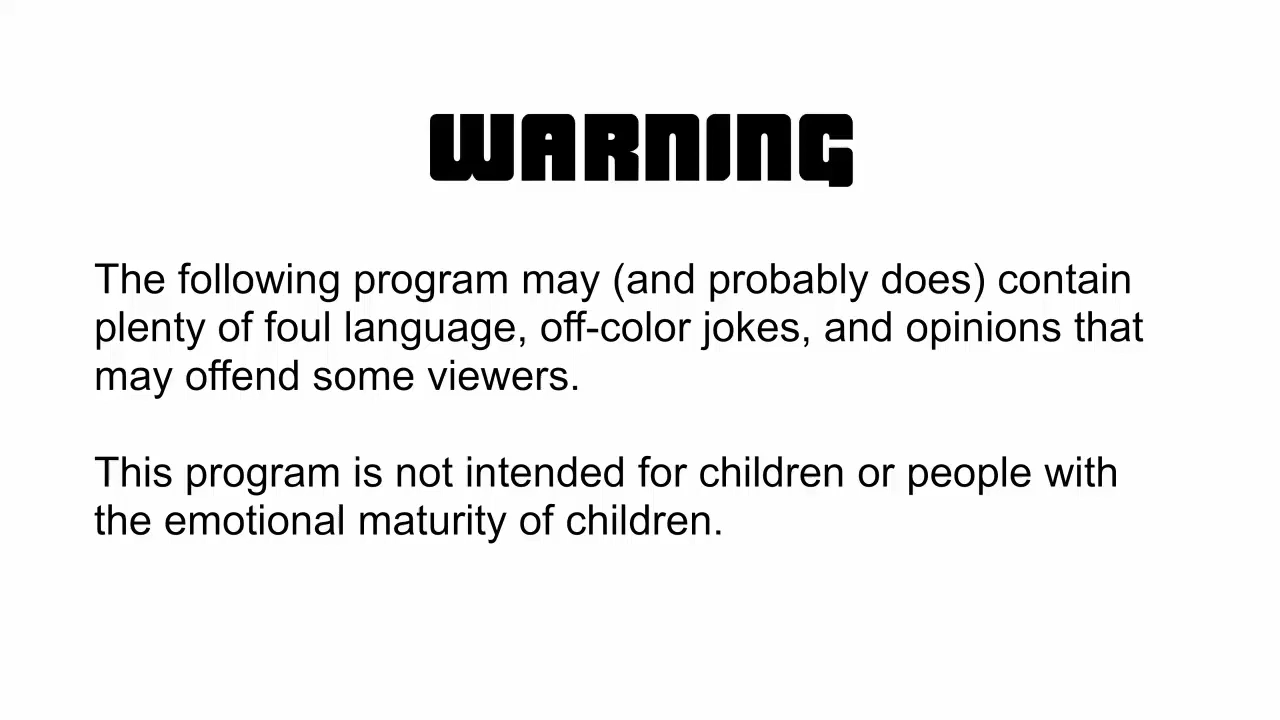 WARNING
The following program may (and probably does) contain
plenty of foul language, off-color jokes, and opinions that
may offend some viewers.
This program is not intended for children or people with
the emotional maturity of children.